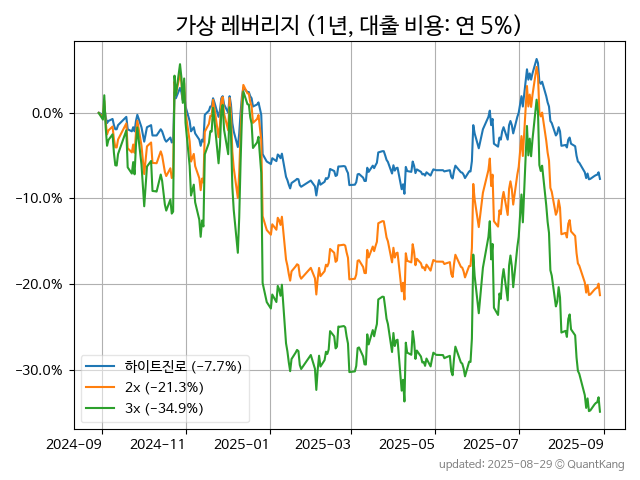 가상 레버리지 (1년, 대출 비용: 연 5%)
0.0%
−10.0%
−20.0%
−30.0%
하이트진로 (−7.7%)
2x (−21.3%)
3x (−34.9%)
2024-09 2024-11 2025-01 2025-03 2025-05 2025-07 2025-09
updated: 2025-08-29 © QuantKang